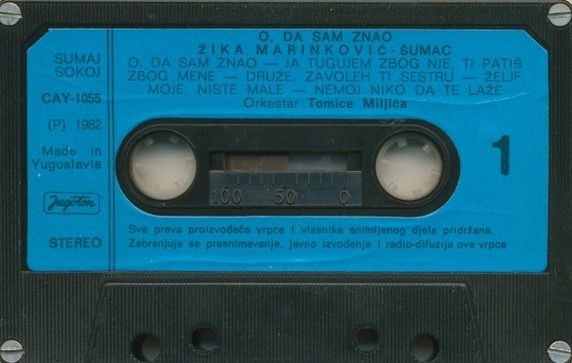 O, DA SAM ZNAO
ŽIKA MARINKOVIĆ-ŠUMAC
O, DA SAM ZNAO — JA TUGUJEM ZBOG NJE, TI PATIŠ
ZBOG MENE — DRUŽE, ZAVOLEH TI SESTRU — ŽELJE
MOJE, NISTE MALE — NEMOJ NIKO DA TE LAŽE
Orkestar Tomice Miljića
SUMAJ
SOKOJ
CAY-1055
(P) 1982
Made in
Yugoslavia
Jugoton
STEREO
1
100 50 0
Sva prava proizvođača vrpce i vlasnika snimljenog djela pridržana.
Zabranjuje se presnimavanje, javno izvođenje i radio-difuzija ove vrpce